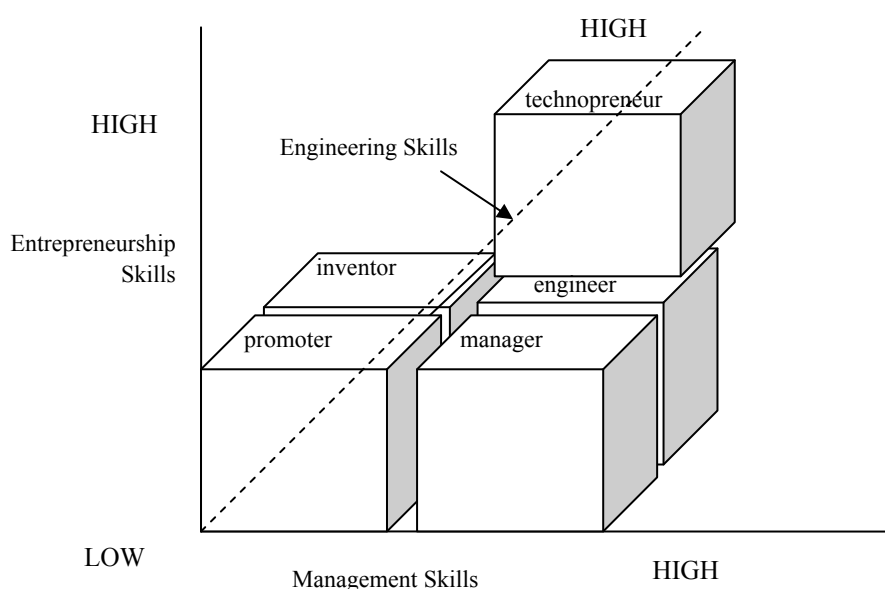 HIGH
technopreneur
HIGH
Engineering Skills
Entrepreneurship
Skills
inventor
engineer
promoter
manager
LOW
Management Skills
HIGH